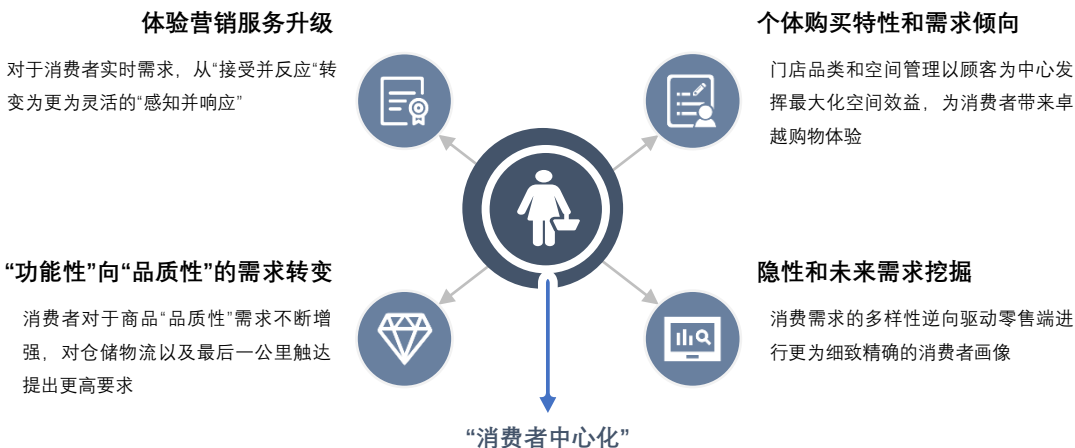 体验营销服务升级
对于消费者实时需求，从“接受并反应“转
变为更为灵活的“感知并响应”
个体购买特性和需求倾向
门店品类和空间管理以顾客为中心发
挥最大化空间效益，为消费者带来卓
越购物体验
“功能性”向“品质性”的需求转变
消费者对于商品“品质性”需求不断增
强，对仓储物流以及最后一公里触达
提出更高要求
隐性和未来需求挖掘
消费需求的多样性逆向驱动零售端进
行更为细致精确的消费者画像
“消费者中心化”